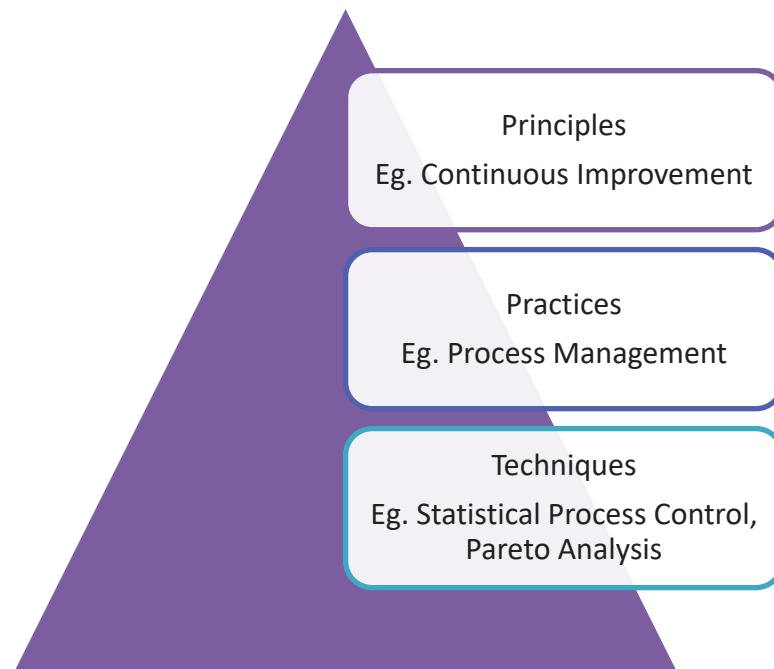 Principles
Eg. Continuous Improvement
Practices
Eg. Process Management
Techniques
Eg. Statistical Process Control,
Pareto Analysis